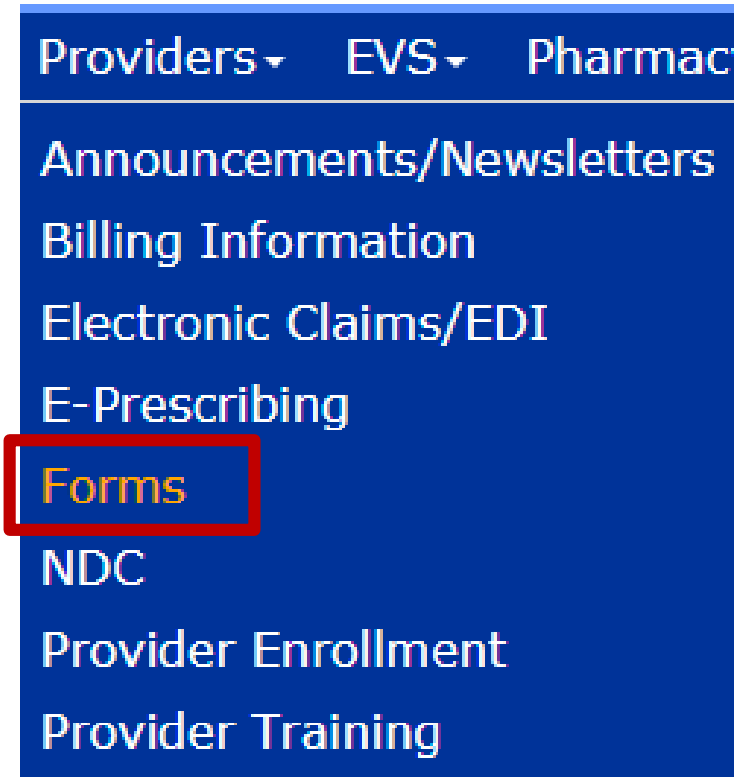 Providers EVS
Announcements/Newsletters
Billing Information
Electronic Claims/EDI
E-Prescribing
Forms
NDC
Provider Enrollment
Provider Training